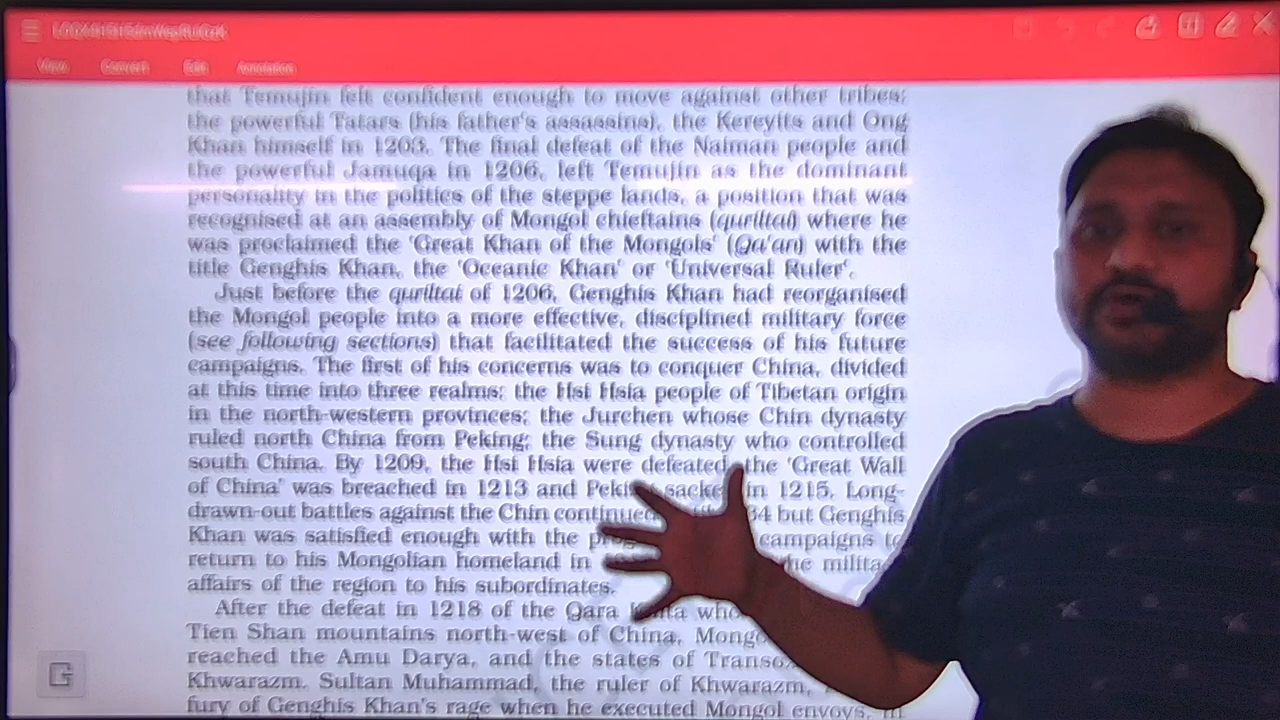 View Convert Edit Annotation
that Temujin felt confident enough to move against other tribes:
the powerful Tatars (his father's assassins), the Kereyits and Ong
Khan himself in 1203. The final defeat of the Naiman people and
the powerful Jamuqa in 1206, left Temujin as the dominant
personality in the politics of the steppe lands, a position that was
recognised at an assembly of Mongol chieftains (quriltai) where he
was proclaimed the 'Great Khan of the Mongols' (Qa'an) with the
title Genghis Khan, the 'Oceanic Khan' or 'Universal Ruler'.
Just before the quriltai of 1206, Genghis Khan had reorganised
the Mongol people into a more effective, disciplined military force
(see following sections) that facilitated the success of his future
campaigns. The first of his concerns was to conquer China, divided
at this time into three realms: the Hsi Hsia people of Tibetan origin
in the north-western provinces; the Jurchen whose Chin dynasty
ruled north China from Peking; the Sung dynasty who controlled
south China. By 1209, the Hsi Hsia were defeated, the 'Great Wall
of China' was breached in 1213 and Peking sacked in 1215. Long-
drawn-out battles against the Chin continued 34 but Genghis
Khan was satisfied enough with the campaigns to
return to his Mongolian homeland in the
affairs of the region to his subordinates.
After the defeat in 1218 of the Qara
Tien Shan mountains north-west of China,
reached the Amu Darya, and the states of
Khwarazm. Sultan Muhammad, the ruler of Khwarazm,
fury of Genghis Khan's rage when he executed Mongol envoys. In